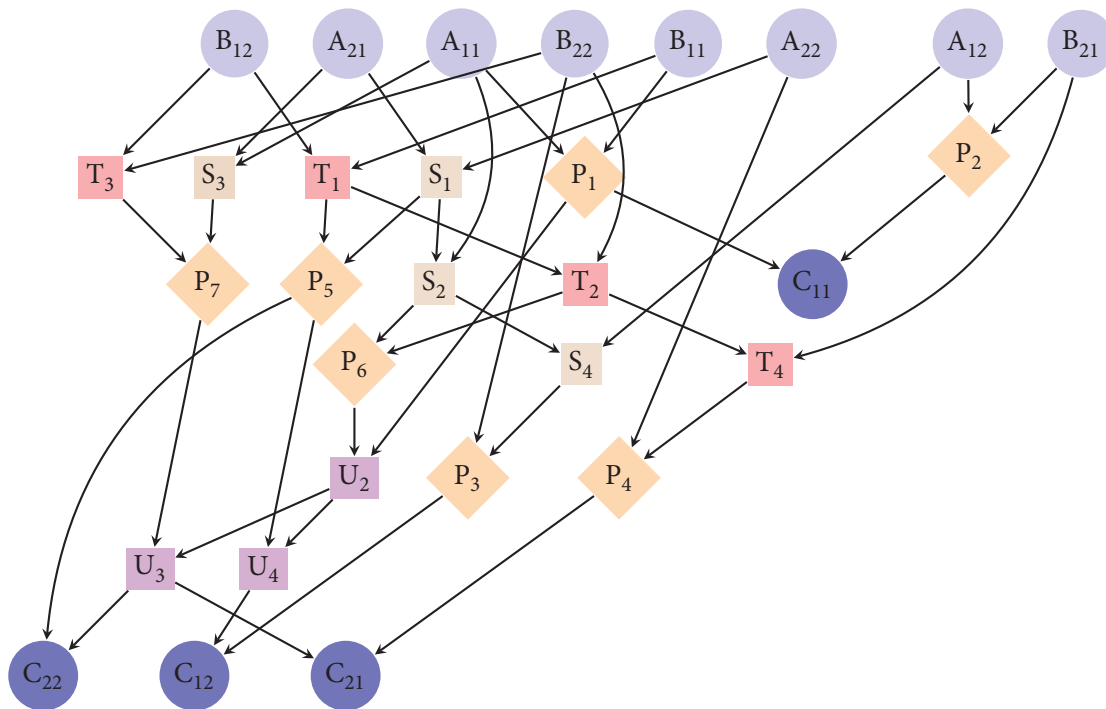 B₁₂ A₂₁ A₁₁ B₂₂ B₁₁ A₂₂ A₁₂ B₂₁
P₂
T₃ S₃ T₁ S₁ P₁
P₇ P₅ S₂ T₂ C₁₁
P₆ S₄ T₄
U₂ P₃ P₄
U₃ U₄
C₂₂ C₁₂ C₂₁